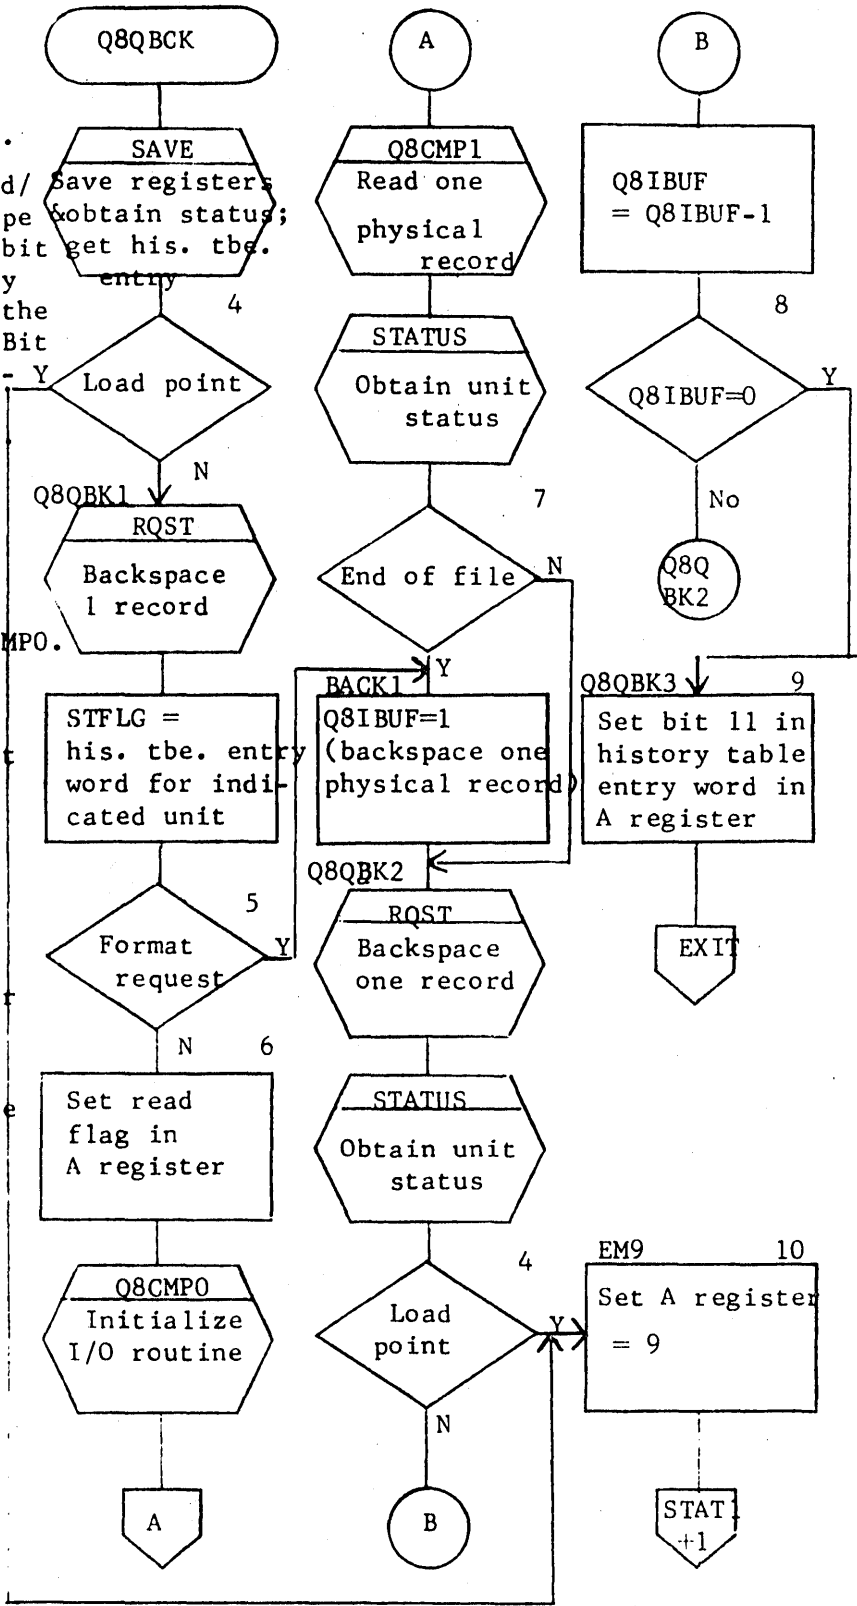 Q8QBCK
.
SAVE
d/
Save registers
pe
&obtain status;
bit
get his. tbe.
y
entry
the
4
Bit
-
Y
Load point
N
Q8QBK1
RQST
Backspace
1 record
MPO.
STFLG =
his. tbe. entry
t
word for indi-
cated unit
5
Format
request
Y
r
N
6
Set read
e
flag in
A register
Q8CMPO
Initialize
I/O routine
A
A
Q8CMP1
Read one
physical
record
STATUS
Obtain unit
status
7
End of file
N
Y
BACK1
Q8IBUF=1
(backspace one
physical record)
Q8QBK2
RQST
Backspace
one record
STATUS
Obtain unit
status
4
Load
point
Y
N
B
B
Q8IBUF
= Q8IBUF-1
8
Q8IBUF=0
Y
No
Q8Q
BK2
Q8QBK3
9
Set bit 11 in
history table
entry word in
A register
EXIT
EM9
10
Set A register
= 9
STAT1
+1